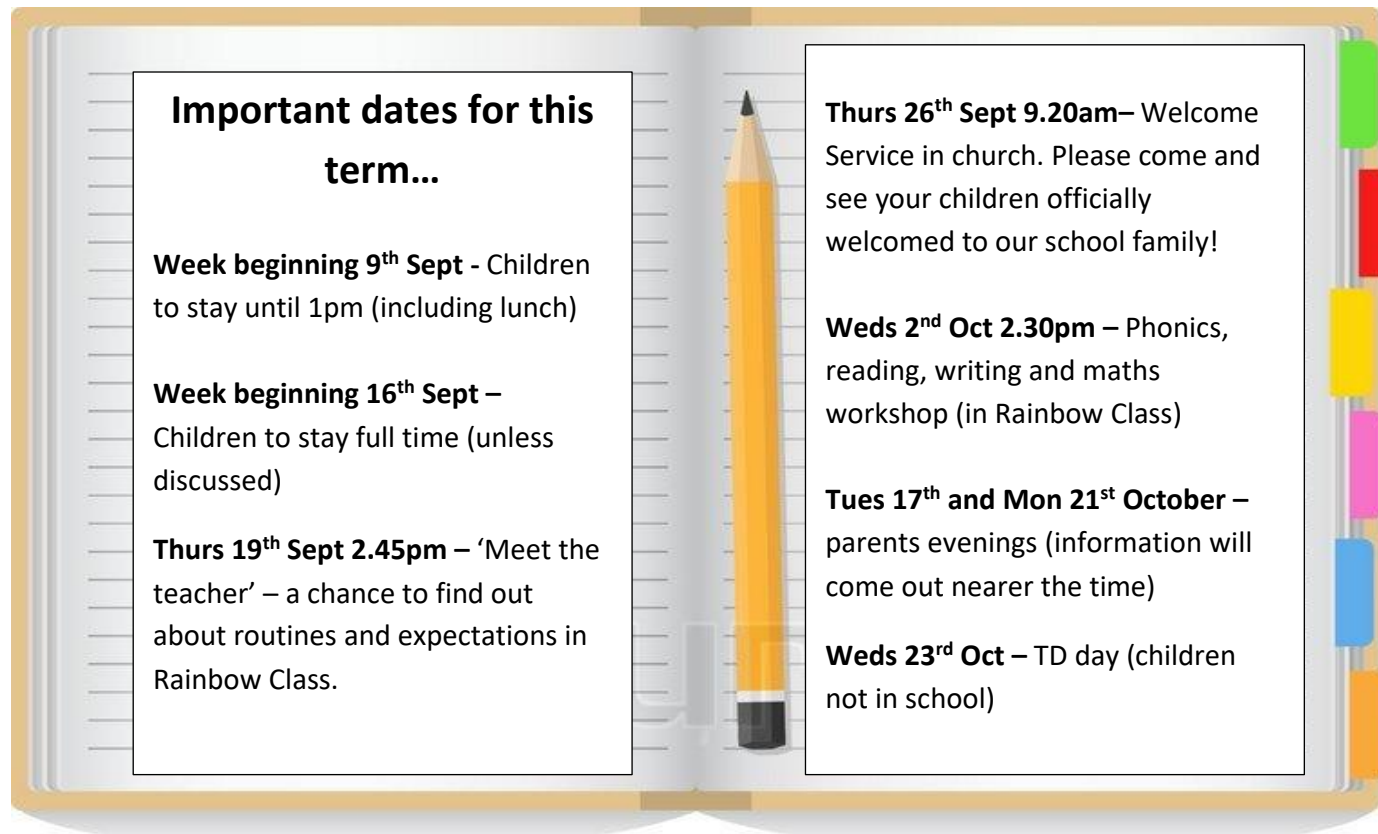 Important dates for this
term…
Week beginning 9th Sept - Children
to stay until 1pm (including lunch)
Week beginning 16th Sept –
Children to stay full time (unless
discussed)
Thurs 19th Sept 2.45pm – ‘Meet the
teacher’ – a chance to find out
about routines and expectations in
Rainbow Class.
Thurs 26th Sept 9.20am– Welcome
Service in church. Please come and
see your children officially
welcomed to our school family!
Weds 2nd Oct 2.30pm – Phonics,
reading, writing and maths
workshop (in Rainbow Class)
Tues 17th and Mon 21st October –
parents evenings (information will
come out nearer the time)
Weds 23rd Oct – TD day (children
not in school)